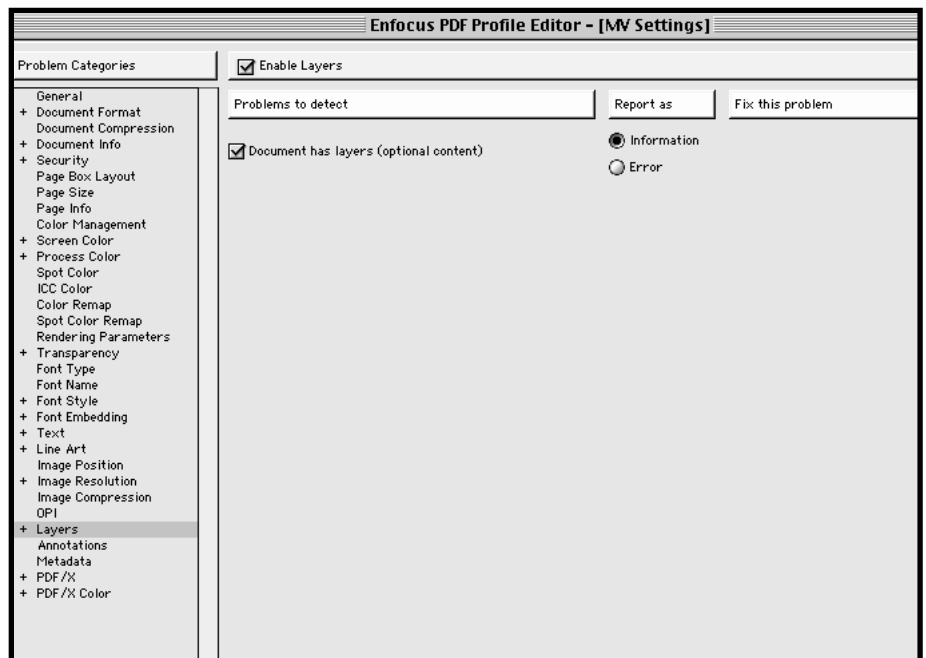 Enfocus PDF Profile Editor - [MV Settings]
Problem Categories
Enable Layers
Problems to detect
Report as
Fix this problem
Document has layers (optional content)
Information
Error
General
+ Document Format
Document Compression
+ Document Info
+ Security
Page Box Layout
Page Size
Page Info
Color Management
+ Screen Color
+ Process Color
Spot Color
ICC Color
Color Remap
Spot Color Remap
Rendering Parameters
+ Transparency
Font Type
Font Name
+ Font Style
+ Font Embedding
+ Text
+ Line Art
Image Position
+ Image Resolution
Image Compression
OPI
+ Layers
Annotations
Metadata
+ PDF/X
+ PDF/X Color